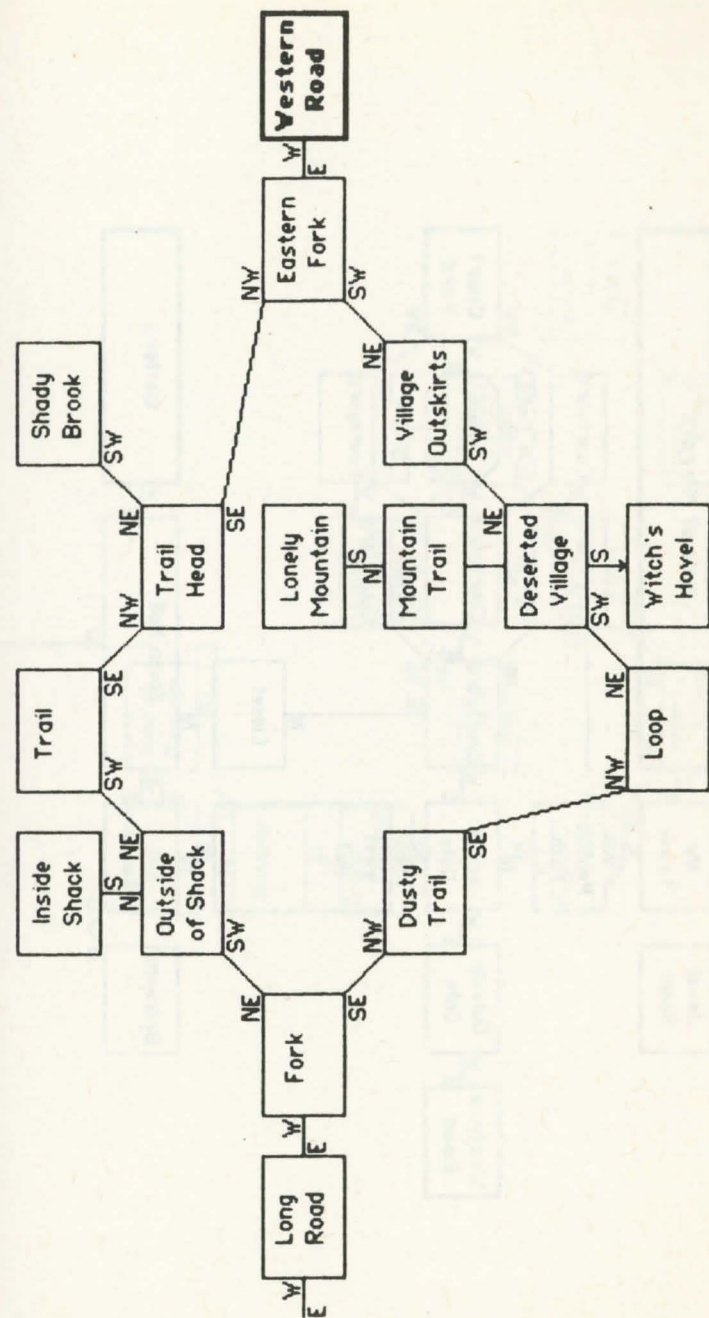 Inside
Shack
Trail
Shady
Brook
N
S
SW
SE
SW
NE
NW
NE
Outside
of Shack
Trail
Head
SW
SE
NW
W
E
W
E
Long
Road
W
E
Fork
NE
SE
Lonely
Mountain
N
S
Eastern
Fork
SW
W
E
Western
Road
NW
Dusty
Trail
SE
Mountain
Trail
NE
Village
Outskirts
SW
NE
Deserted
Village
SW
S
NW
NE
Loop
Witch's
Hovel